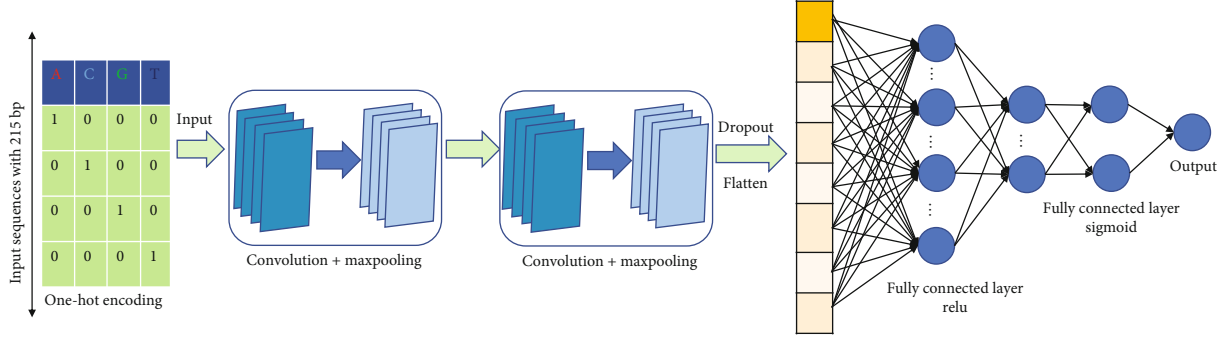 Input sequences with 215 bp
A C G T
1 0 0 0
0 1 0 0
0 0 1 0
0 0 0 1
One-hot encoding
Input
Convolution + maxpooling
Convolution + maxpooling
Dropout
Flatten
...
...
...
...
Fully connected layer
relu
Fully connected layer
sigmoid
Output